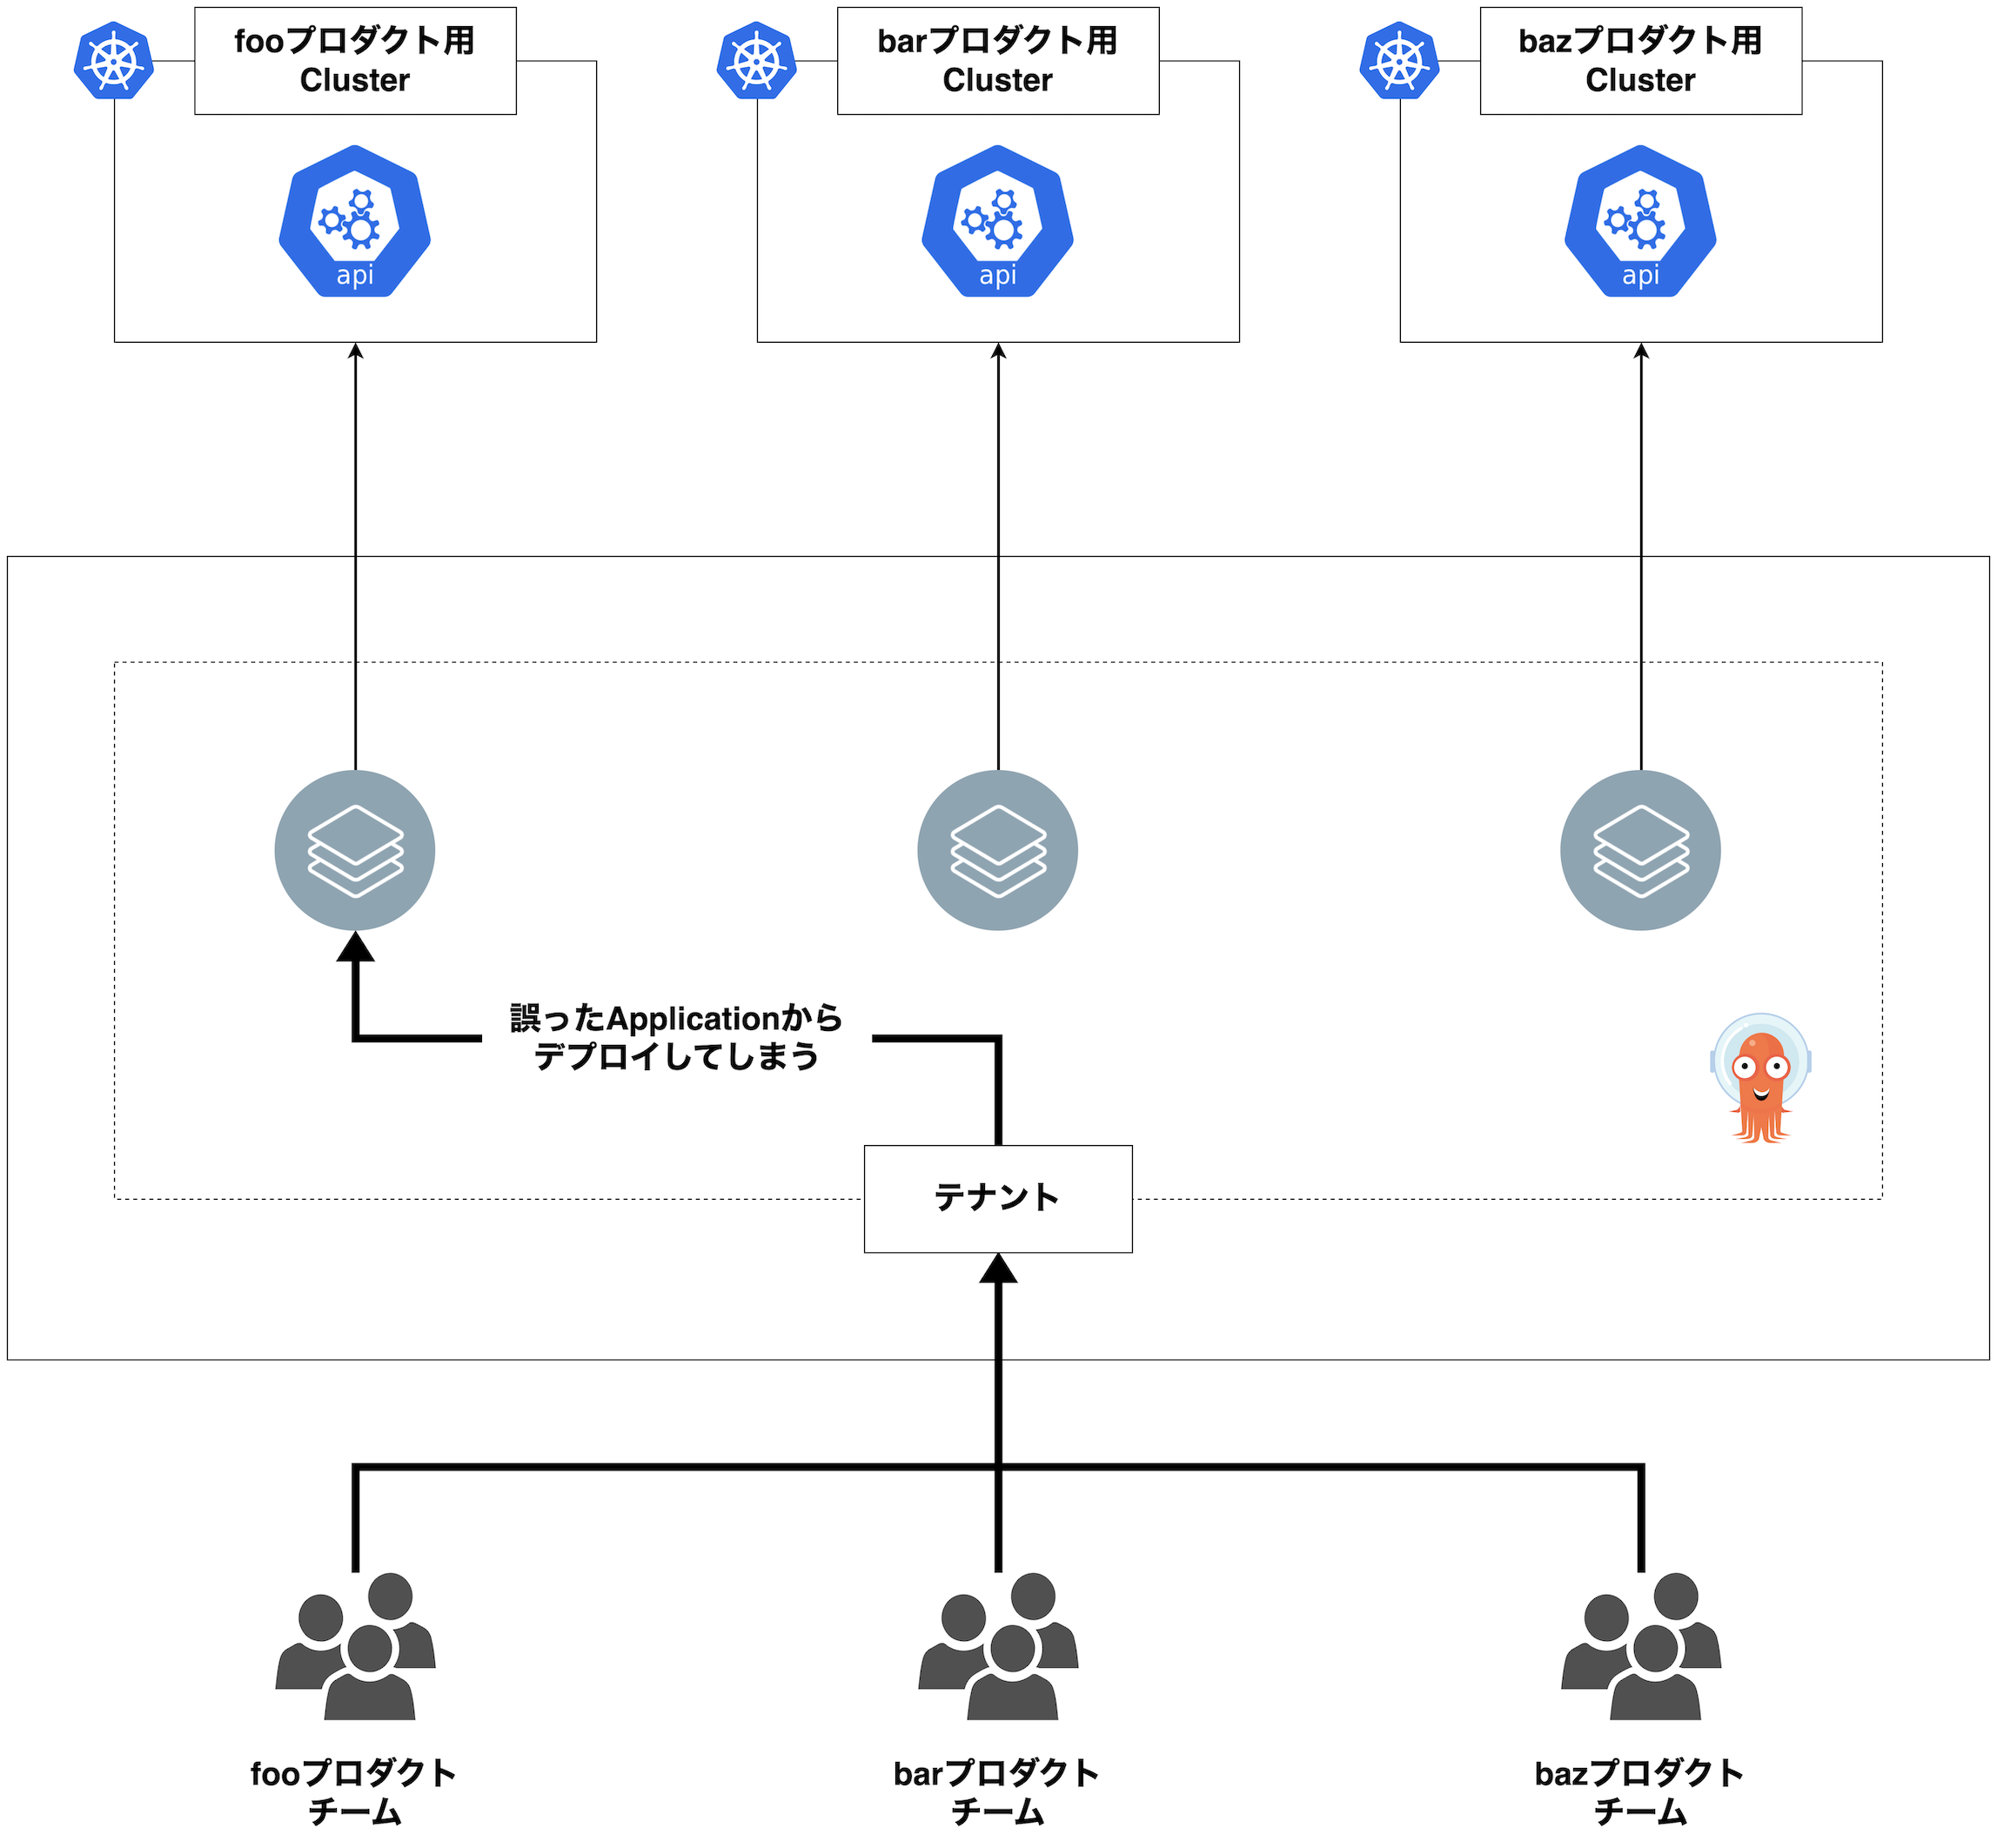 fooプロダクト用
Cluster
barプロダクト用
Cluster
bazプロダクト用
Cluster
api
api
api
誤ったApplicationから
デプロイしてしまう
テナント
fooプロダクト
チーム
barプロダクト
チーム
bazプロダクト
チーム